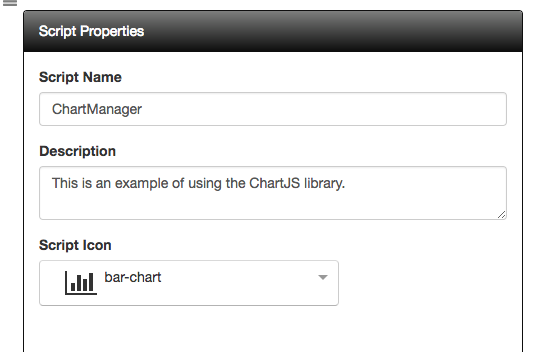 Script Properties
Script Name
ChartManager
Description
This is an example of using the ChartJS library.
Script Icon
bar-chart